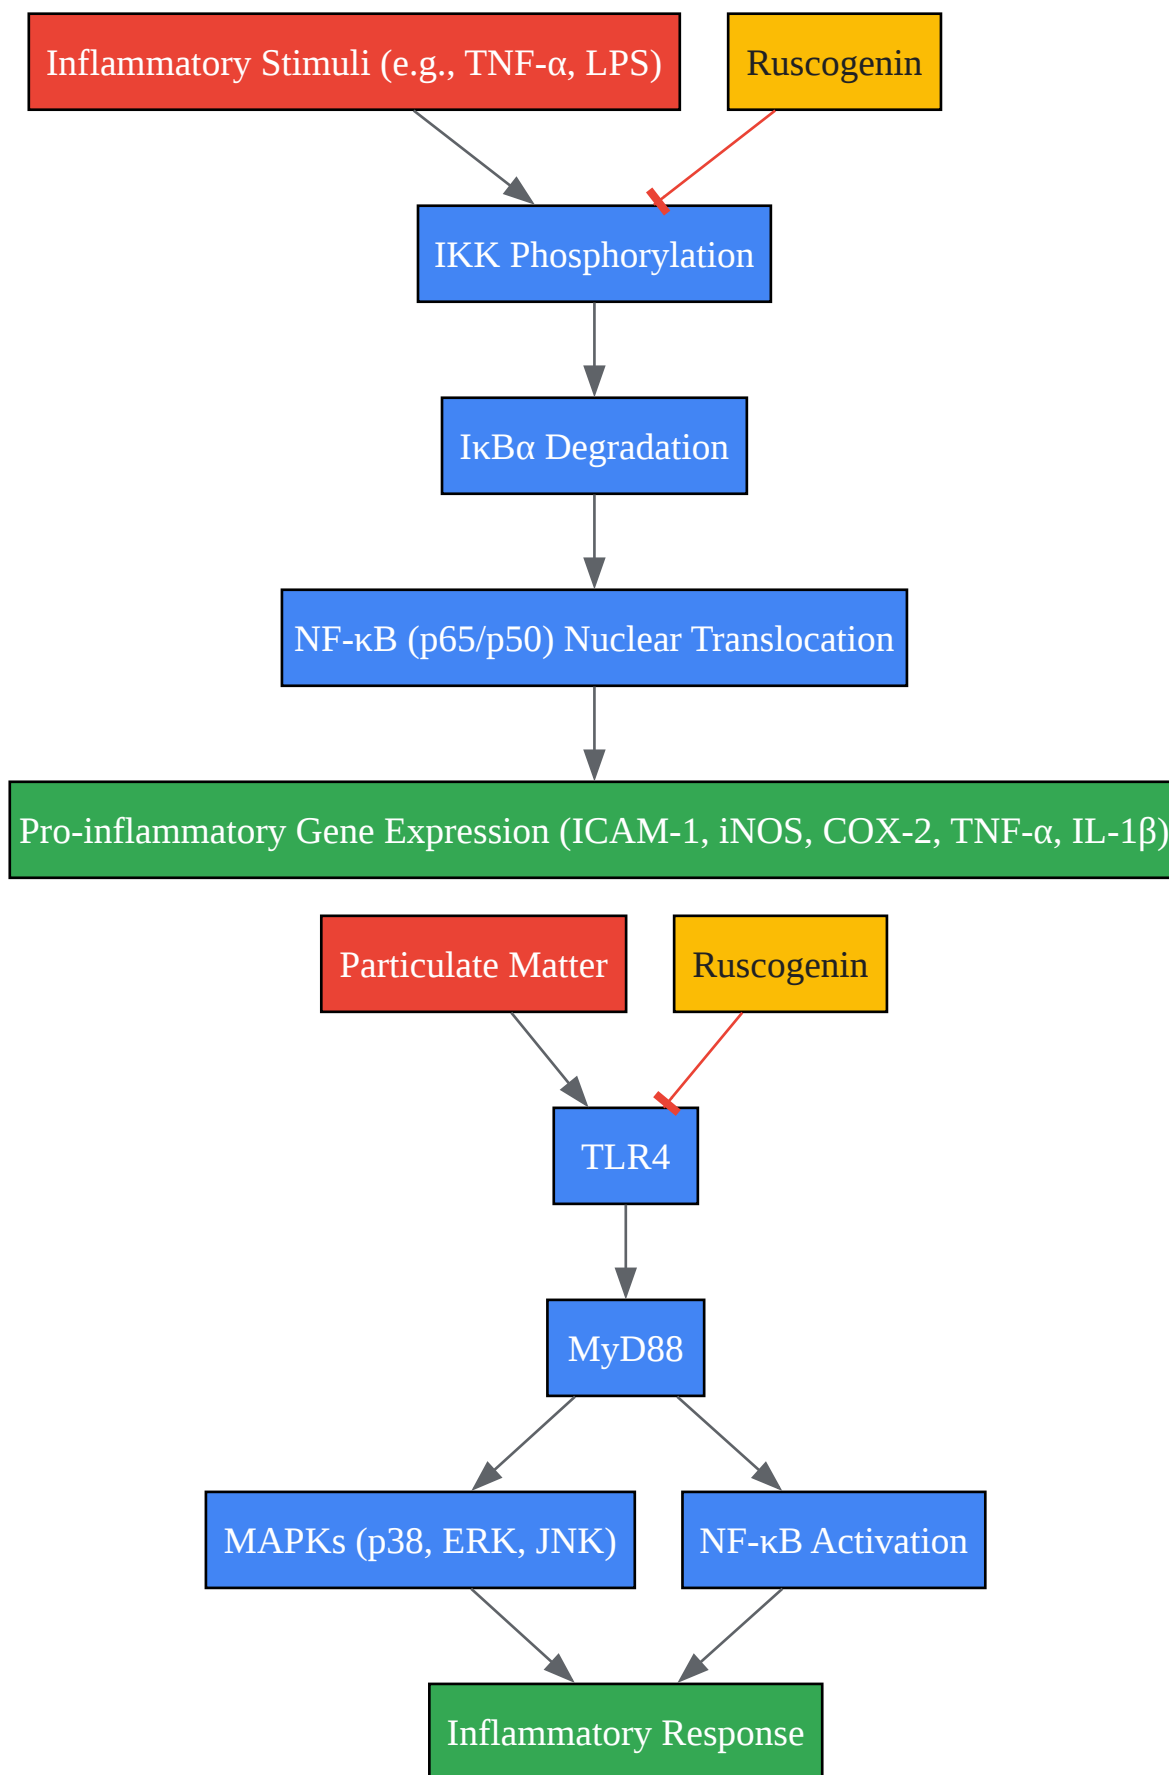 Inflammatory Stimuli (e.g., TNF-α, LPS)
Ruscogenin
IKK Phosphorylation
IκBα Degradation
NF-κB (p65/p50) Nuclear Translocation
Pro-inflammatory Gene Expression (ICAM-1, iNOS, COX-2, TNF-α, IL-1β)
Particulate Matter
Ruscogenin
TLR4
MyD88
MAPKs (p38, ERK, JNK)
NF-κB Activation
Inflammatory Response